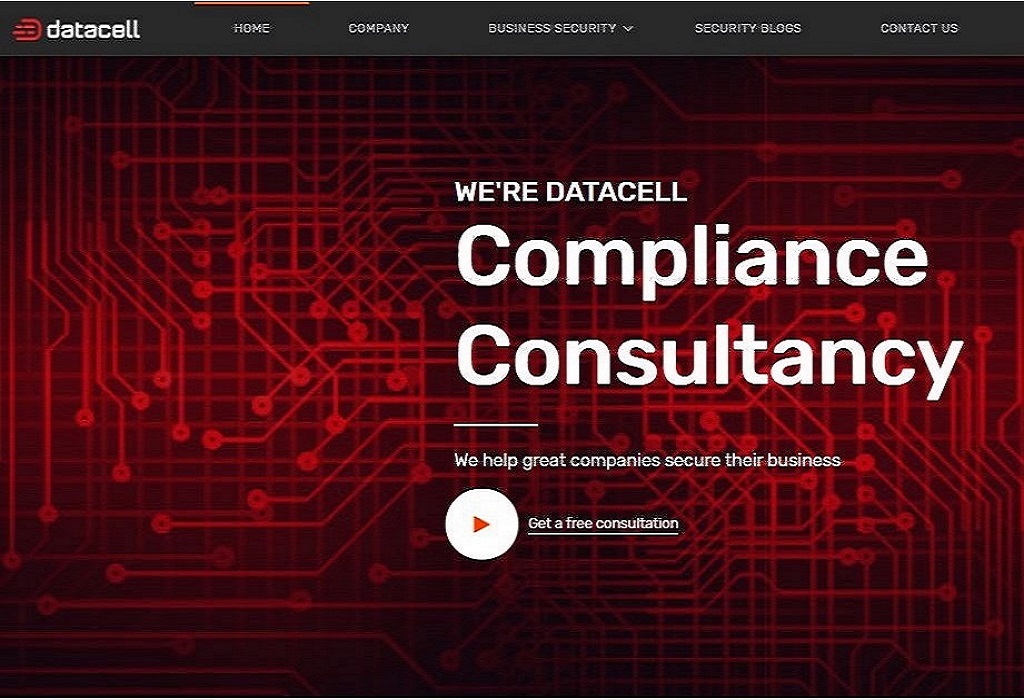 datacell
HOME COMPANY BUSINESS SECURITY SECURITY BLOGS CONTACT US
WE'RE DATACELL
Compliance
Consultancy
We help great companies secure their business
Get a free consultation